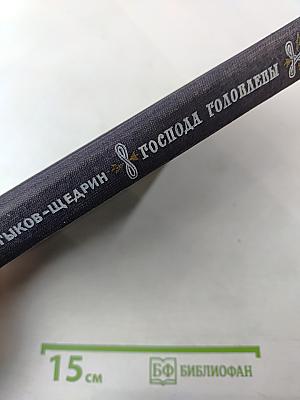 ТЫКОВ-ЩЕДРИН ГОСПОДА ГОЛОВЛЕВЫ
15 см
БФ БИБЛИОФАН